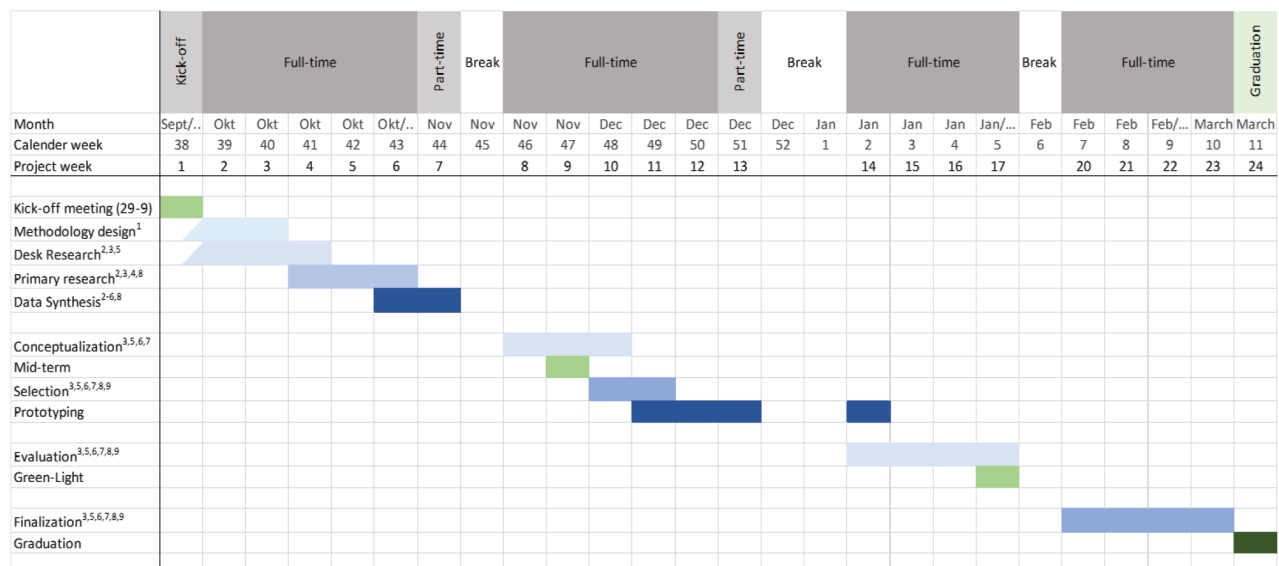 Kick-off Full-time Part-time Break Full-time Part-time Break Full-time Break Full-time Graduation
Month Sept/.. Okt Okt Okt Okt Okt/.. Nov Nov Nov Nov Dec Dec Dec Dec Dec Jan Jan Jan Jan Jan/... Feb Feb Feb Feb/... March March
Calender week 38 39 40 41 42 43 44 45 46 47 48 49 50 51 52 1 2 3 4 5 6 7 8 9 10 11
Project week 1 2 3 4 5 6 7 8 9 10 11 12 13 14 15 16 17 20 21 22 23 24
Kick-off meeting (29-9)
Methodology design1
Desk Research2,3,5
Primary research2,3,4,8
Data Synthesis2-6,8
Conceptualization3,5,6,7
Mid-term
Selection3,5,6,7,8,9
Prototyping
Evaluation3,5,6,7,8,9
Green-Light
Finalization3,5,6,7,8,9
Graduation